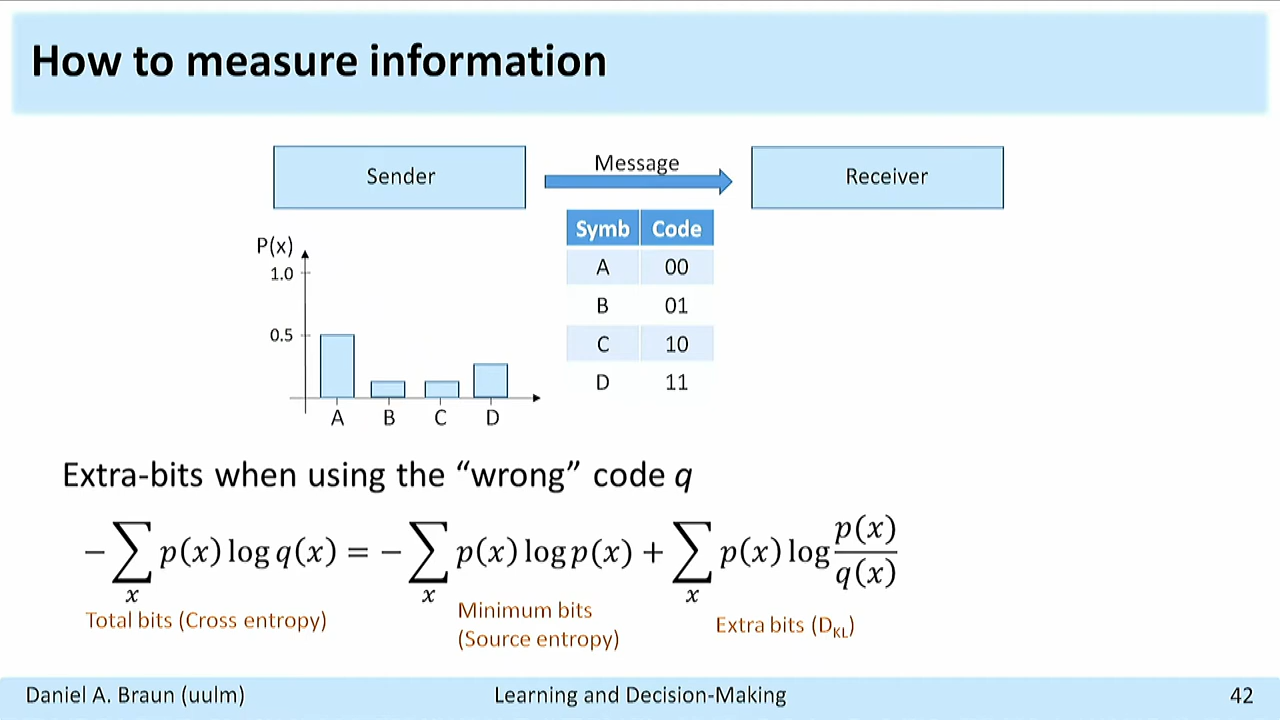 How to measure information
Sender
Message
Receiver
Symb Code
A 00
B 01
C 10
D 11
P(x)
1.0
0.5
A B C D
Extra-bits when using the “wrong” code q
− ∑ₓ p(x) log q(x) = − ∑ₓ p(x) log p(x) + ∑ₓ p(x) log p(x)/q(x)
Total bits (Cross entropy)
Minimum bits
(Source entropy)
Extra bits (D_KL)
Daniel A. Braun (uulm) Learning and Decision-Making 42